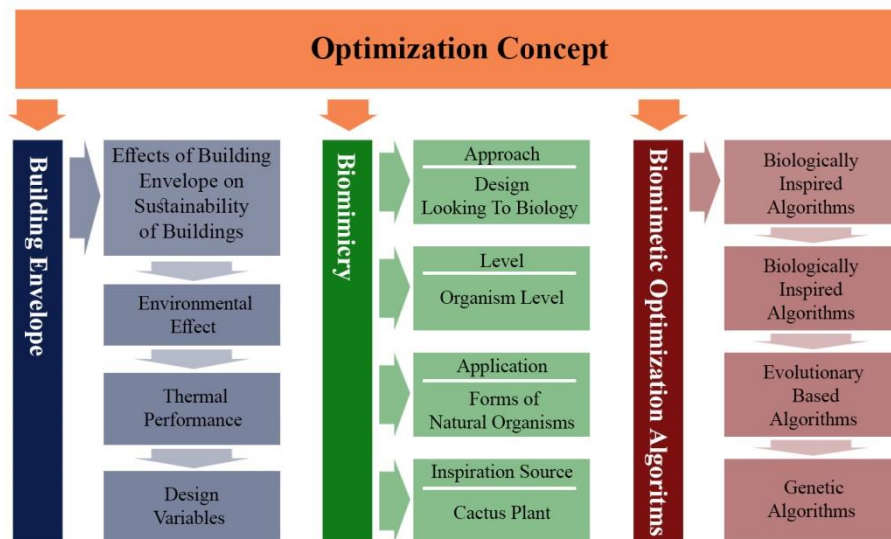 Optimization Concept
Building Envelope
Effects of Building
Envelope on
Sustainability
of Buildings
Environmental
Effect
Thermal
Performance
Design
Variables
Biomimicry
Approach
Design
Looking To Biology
Level
Organism Level
Application
Forms of
Natural Organisms
Inspiration Source
Cactus Plant
Biomimetic Optimization Algoritms
Biologically
Inspired
Algorithms
Biologically
Inspired
Algorithms
Evolutionary
Based
Algorithms
Genetic
Algorithms